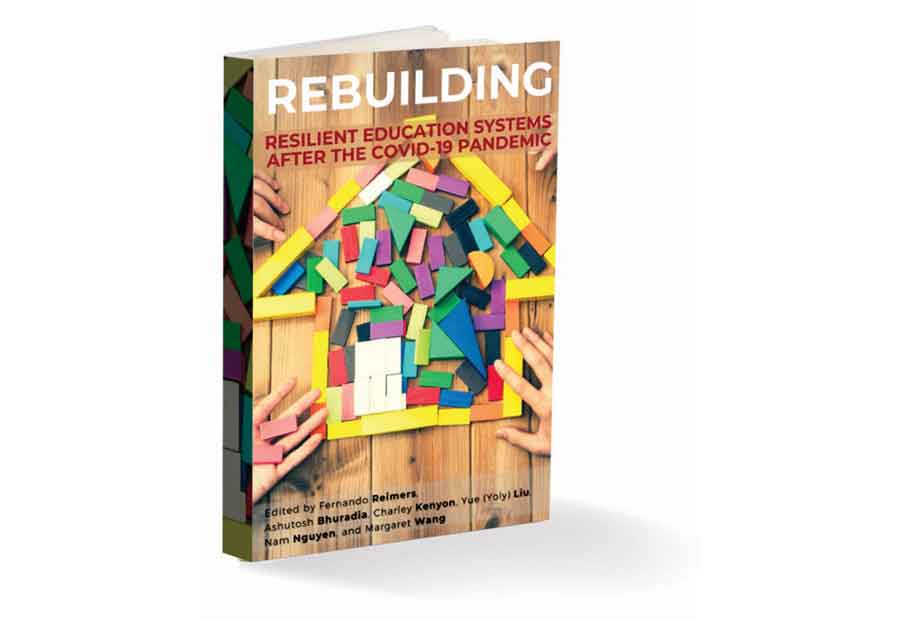 REBUILDING
RESILIENT EDUCATION SYSTEMS
AFTER THE COVID-19 PANDEMIC
Edited by Fernando Reimers,
Ashutosh Bhuradia, Charley Kenyon, Yue (Yoly) Liu,
Nam Nguyen, and Margaret Wang